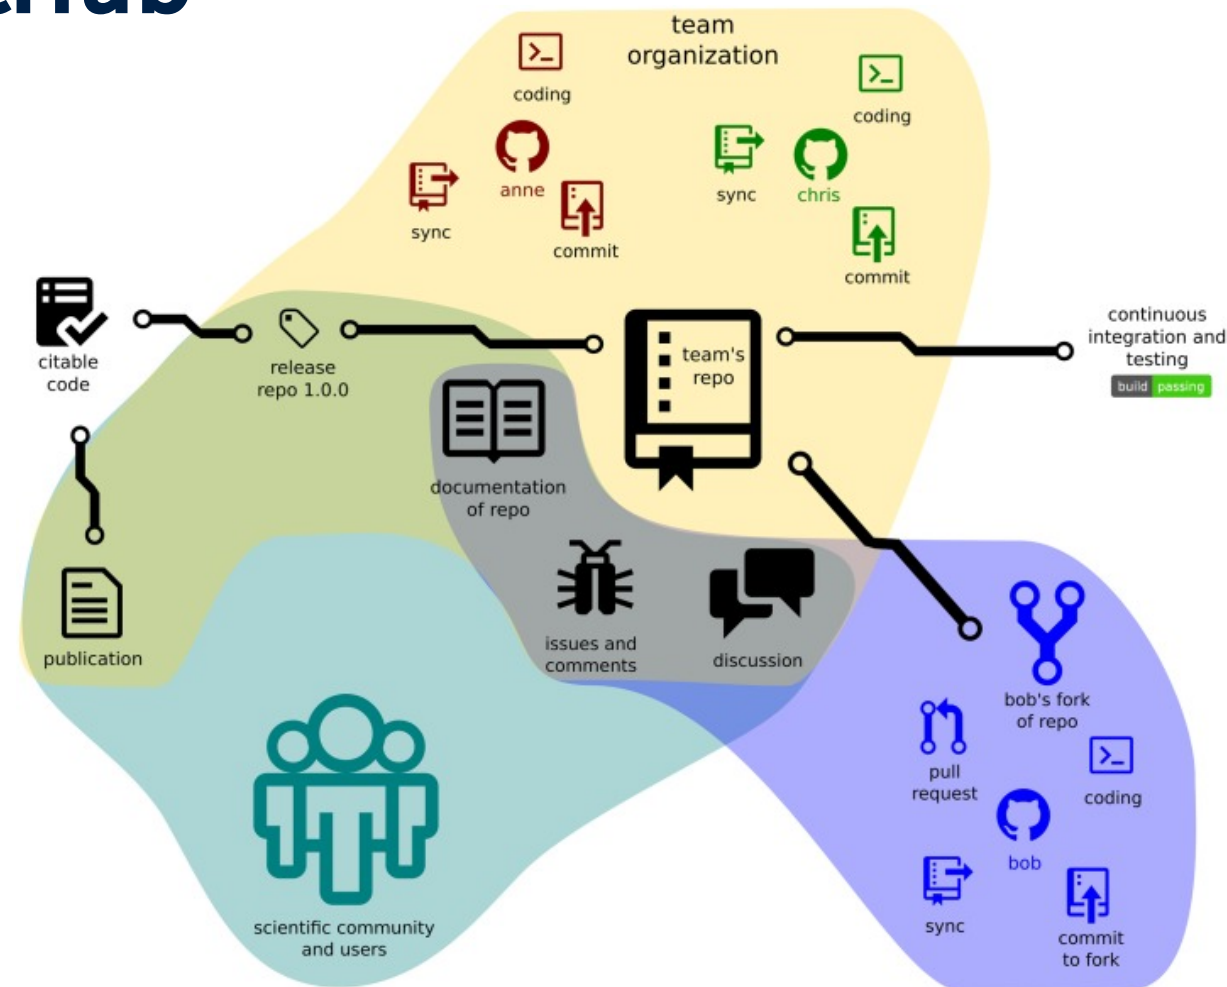 team
organization
coding
coding
anne
sync
commit
sync
chris
commit
citable
code
release
repo 1.0.0
team's
repo
continuous
integration and
testing
build passing
documentation
of repo
publication
issues and
comments
discussion
bob's fork
of repo
pull
request
coding
bob
sync
commit
to fork
scientific community
and users